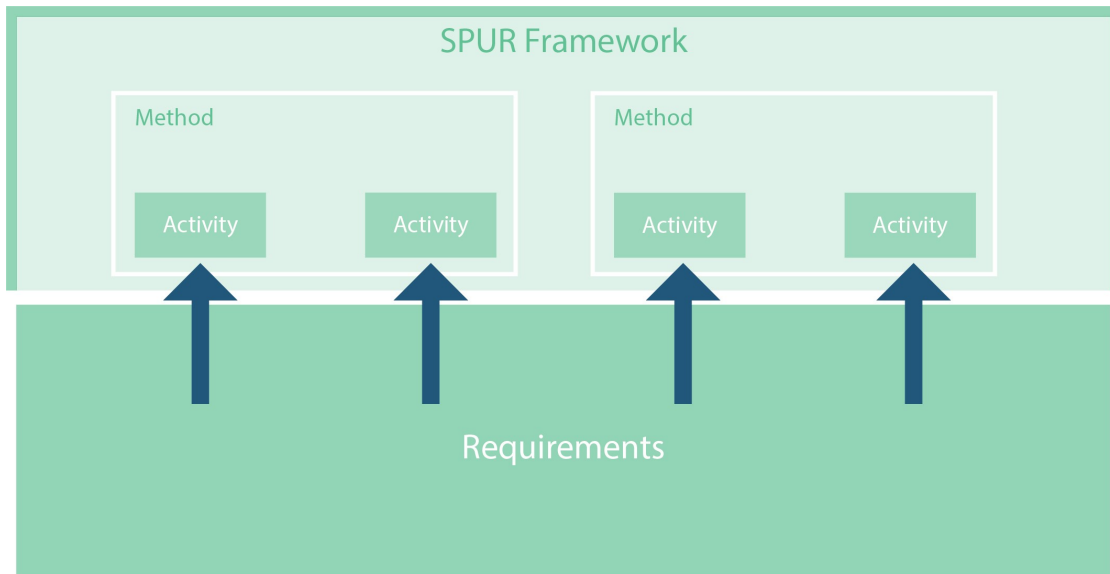 SPUR Framework
Method
Method
Activity
Activity
Activity
Activity
Requirements